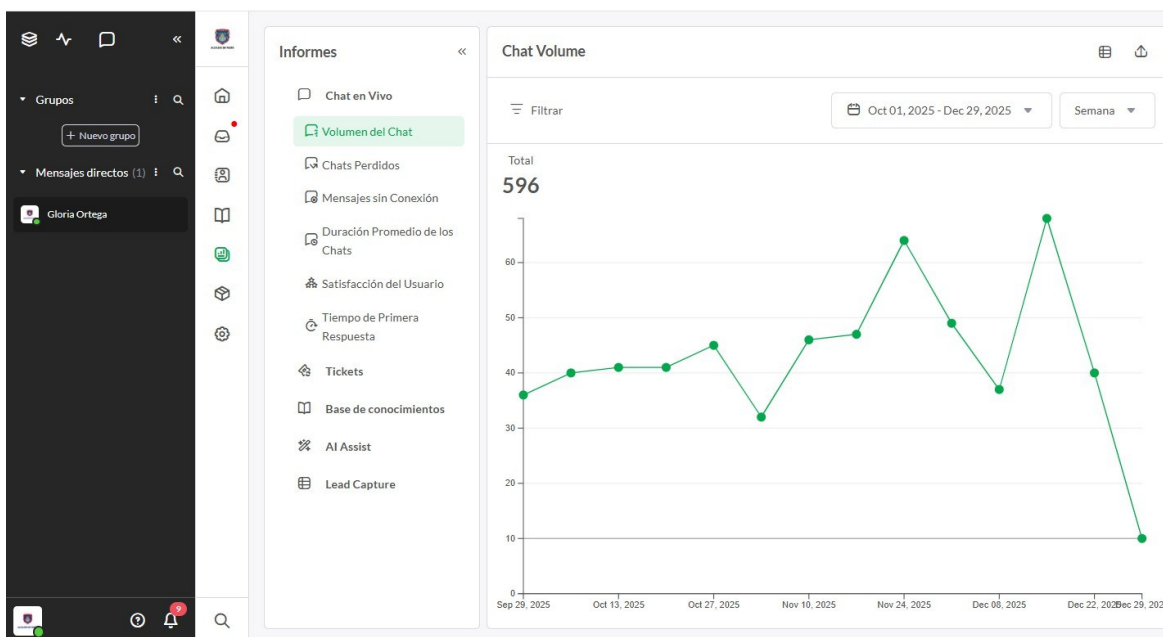 Grupos
+ Nuevo grupo
Mensajes directos (1)
Gloria Ortega
9
Informes
Chat en Vivo
Volumen del Chat
Chats Perdidos
Mensajes sin Conexión
Duración Promedio de los
Chats
Satisfacción del Usuario
Tiempo de Primera
Respuesta
Tickets
Base de conocimientos
AI Assist
Lead Capture
Chat Volume
Filtrar
Oct 01, 2025 - Dec 29, 2025
Semana
Total
596
60
50
40
30
20
10
0
Sep 29, 2025
Oct 13, 2025
Oct 27, 2025
Nov 10, 2025
Nov 24, 2025
Dec 08, 2025
Dec 22, 202
Dec 29, 202